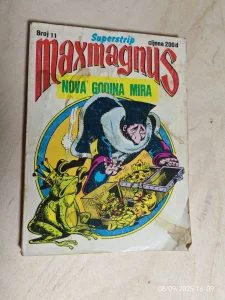 Broj 11
Superstrip
cijena 200d
maxmagnus
NOVA GODINA MIRA